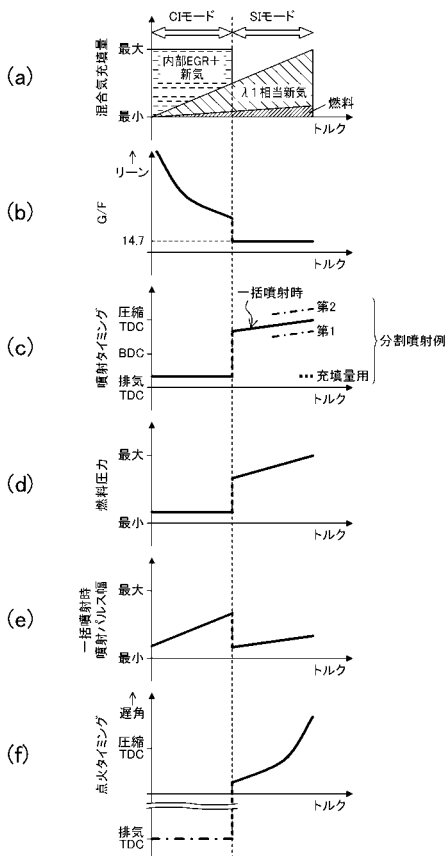 CIモード
SIモード
(a)
混合気充填量
最大
最小
内部EGR+
新気
λ1相当新気
燃料
トルク
(b)
G/F
↑
リーン
14.7
トルク
(c)
噴射タイミング
圧縮
TDC
BDC
排気
TDC
一括噴射時
第2
第1
充填量用
分割噴射例
トルク
(d)
燃料圧力
最大
最小
トルク
(e)
一括噴射時
噴射パルス幅
最大
最小
トルク
(f)
点火タイミング
↑
遅角
圧縮
TDC
排気
TDC
トルク